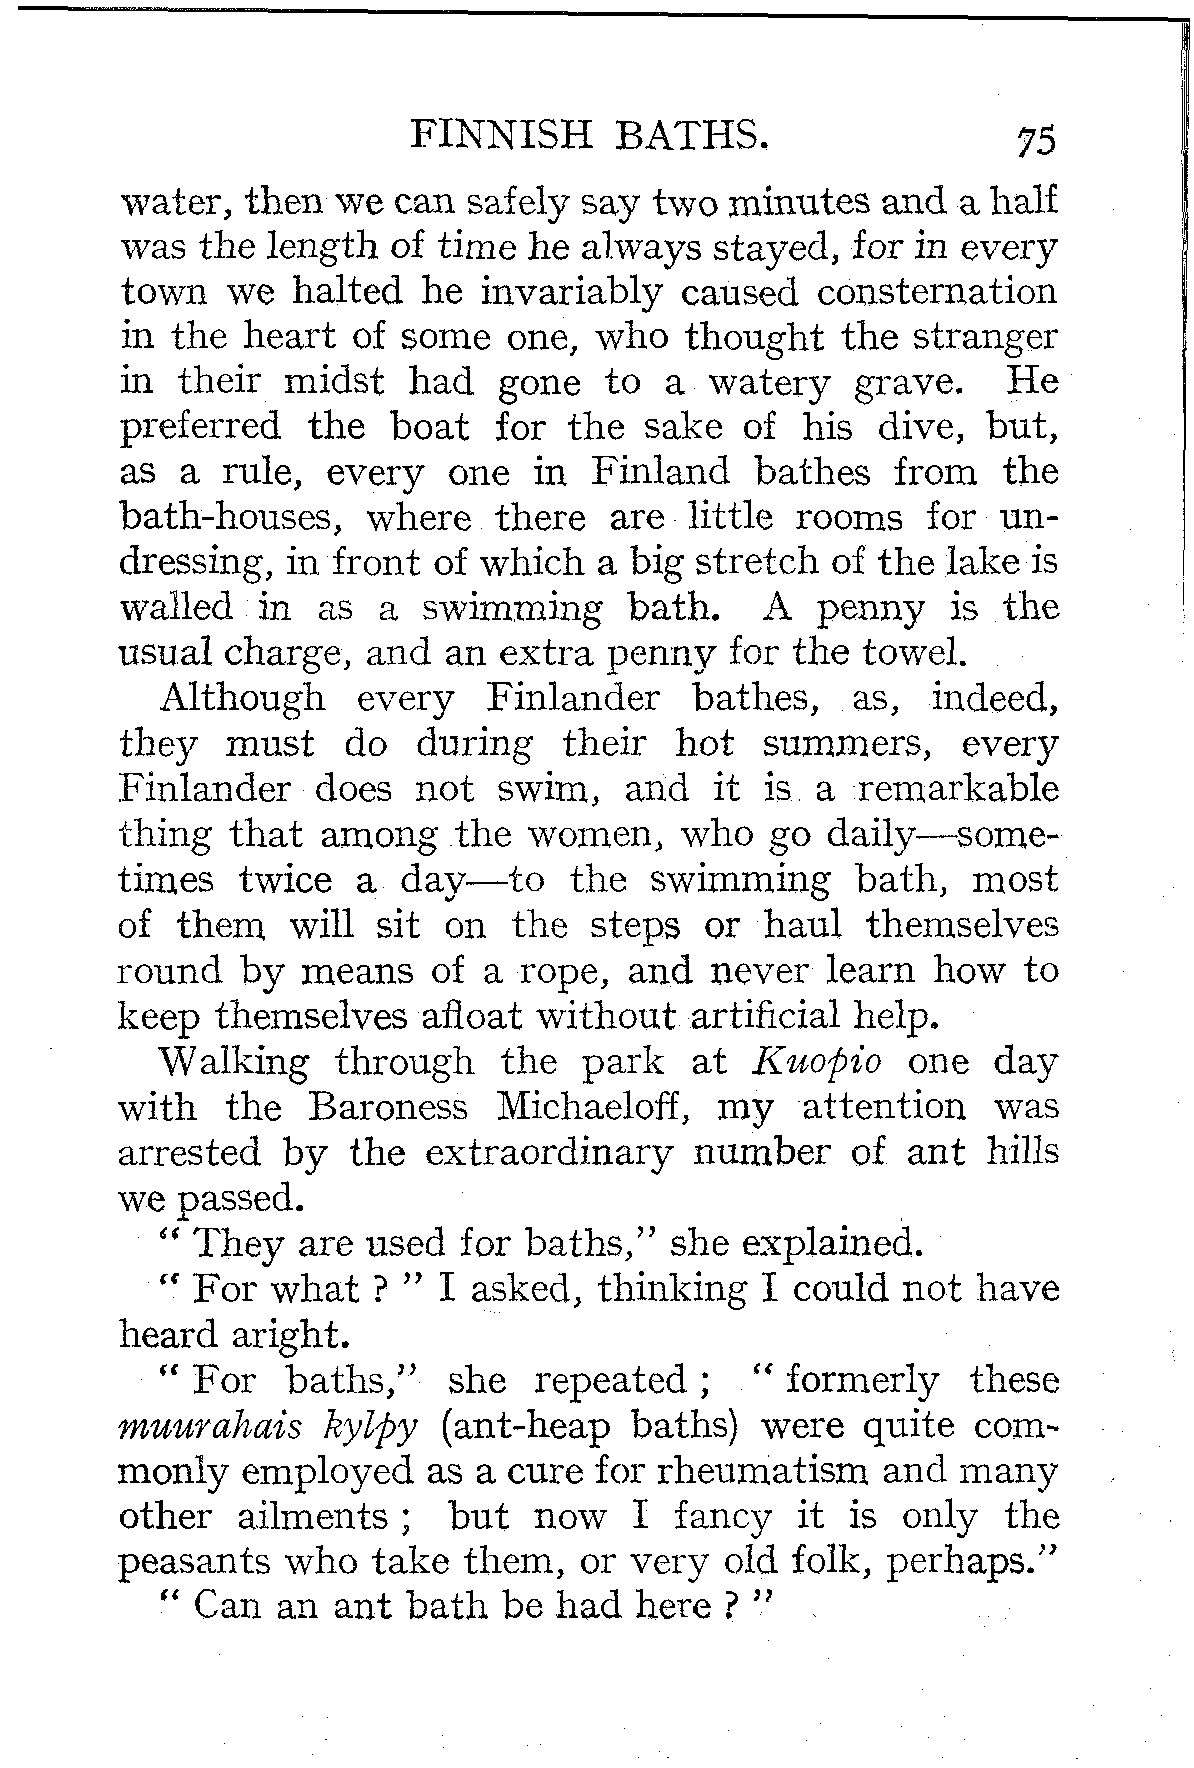 FINNISH BATHS. 75
water, then we can safely say two minutes and a half
was the length of time he always stayed, for in every
town we halted he invariably caused consternation
in the heart of some one, who thought the stranger
in their midst had gone to a watery grave. He
preferred the boat for the sake of his dive, but,
as a rule, every one in Finland bathes from the
bath-houses, where there are little rooms for un-
dressing, in front of which a big stretch of the lake is
walled in as a swimming bath. A penny is the
usual charge, and an extra penny for the towel.
Although every Finlander bathes, as, indeed,
they must do during their hot summers, every
Finlander does not swim, and it is a remarkable
thing that among the women, who go daily—some-
times twice a day—to the swimming bath, most
of them will sit on the steps or haul themselves
round by means of a rope, and never learn how to
keep themselves afloat without artificial help.
Walking through the park at Kuopio one day
with the Baroness Michaeloff, my attention was
arrested by the extraordinary number of ant hills
we passed.
" They are used for baths," she explained.
" For what ? " I asked, thinking I could not have
heard aright.
" For baths," she repeated ; " formerly these
muurahais kylpy (ant-heap baths) were quite com-
monly employed as a cure for rheumatism and many
other ailments ; but now I fancy it is only the
peasants who take them, or very old folk, perhaps."
" Can an ant bath be had here ? "